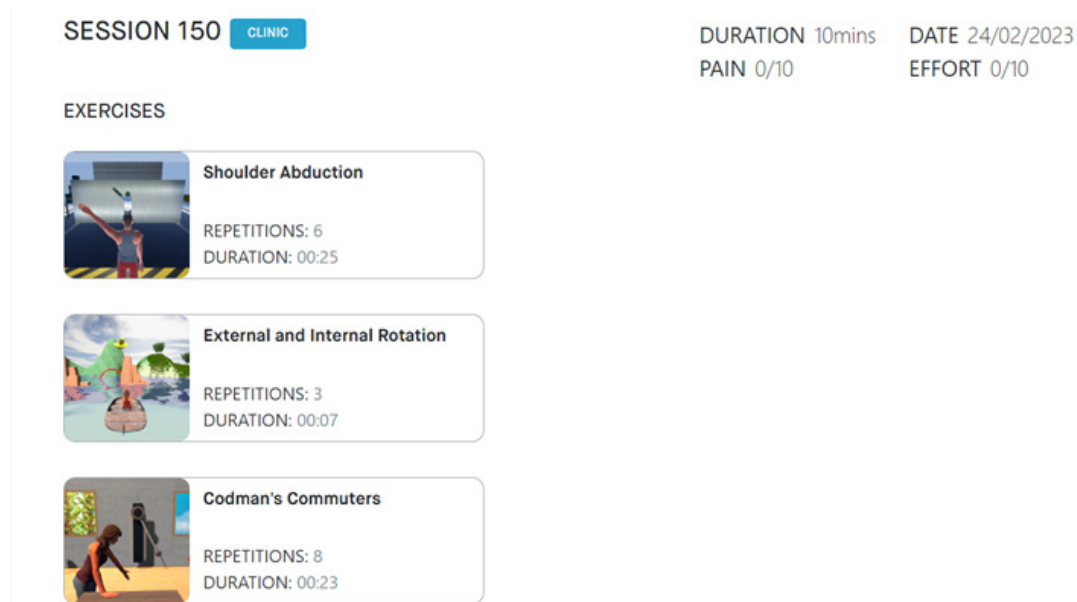 SESSION 150 CLINIC
DURATION 10mins DATE 24/02/2023
PAIN 0/10 EFFORT 0/10
EXERCISES
Shoulder Abduction
REPETITIONS: 6
DURATION: 00:25
External and Internal Rotation
REPETITIONS: 3
DURATION: 00:07
Codman's Commuters
REPETITIONS: 8
DURATION: 00:23